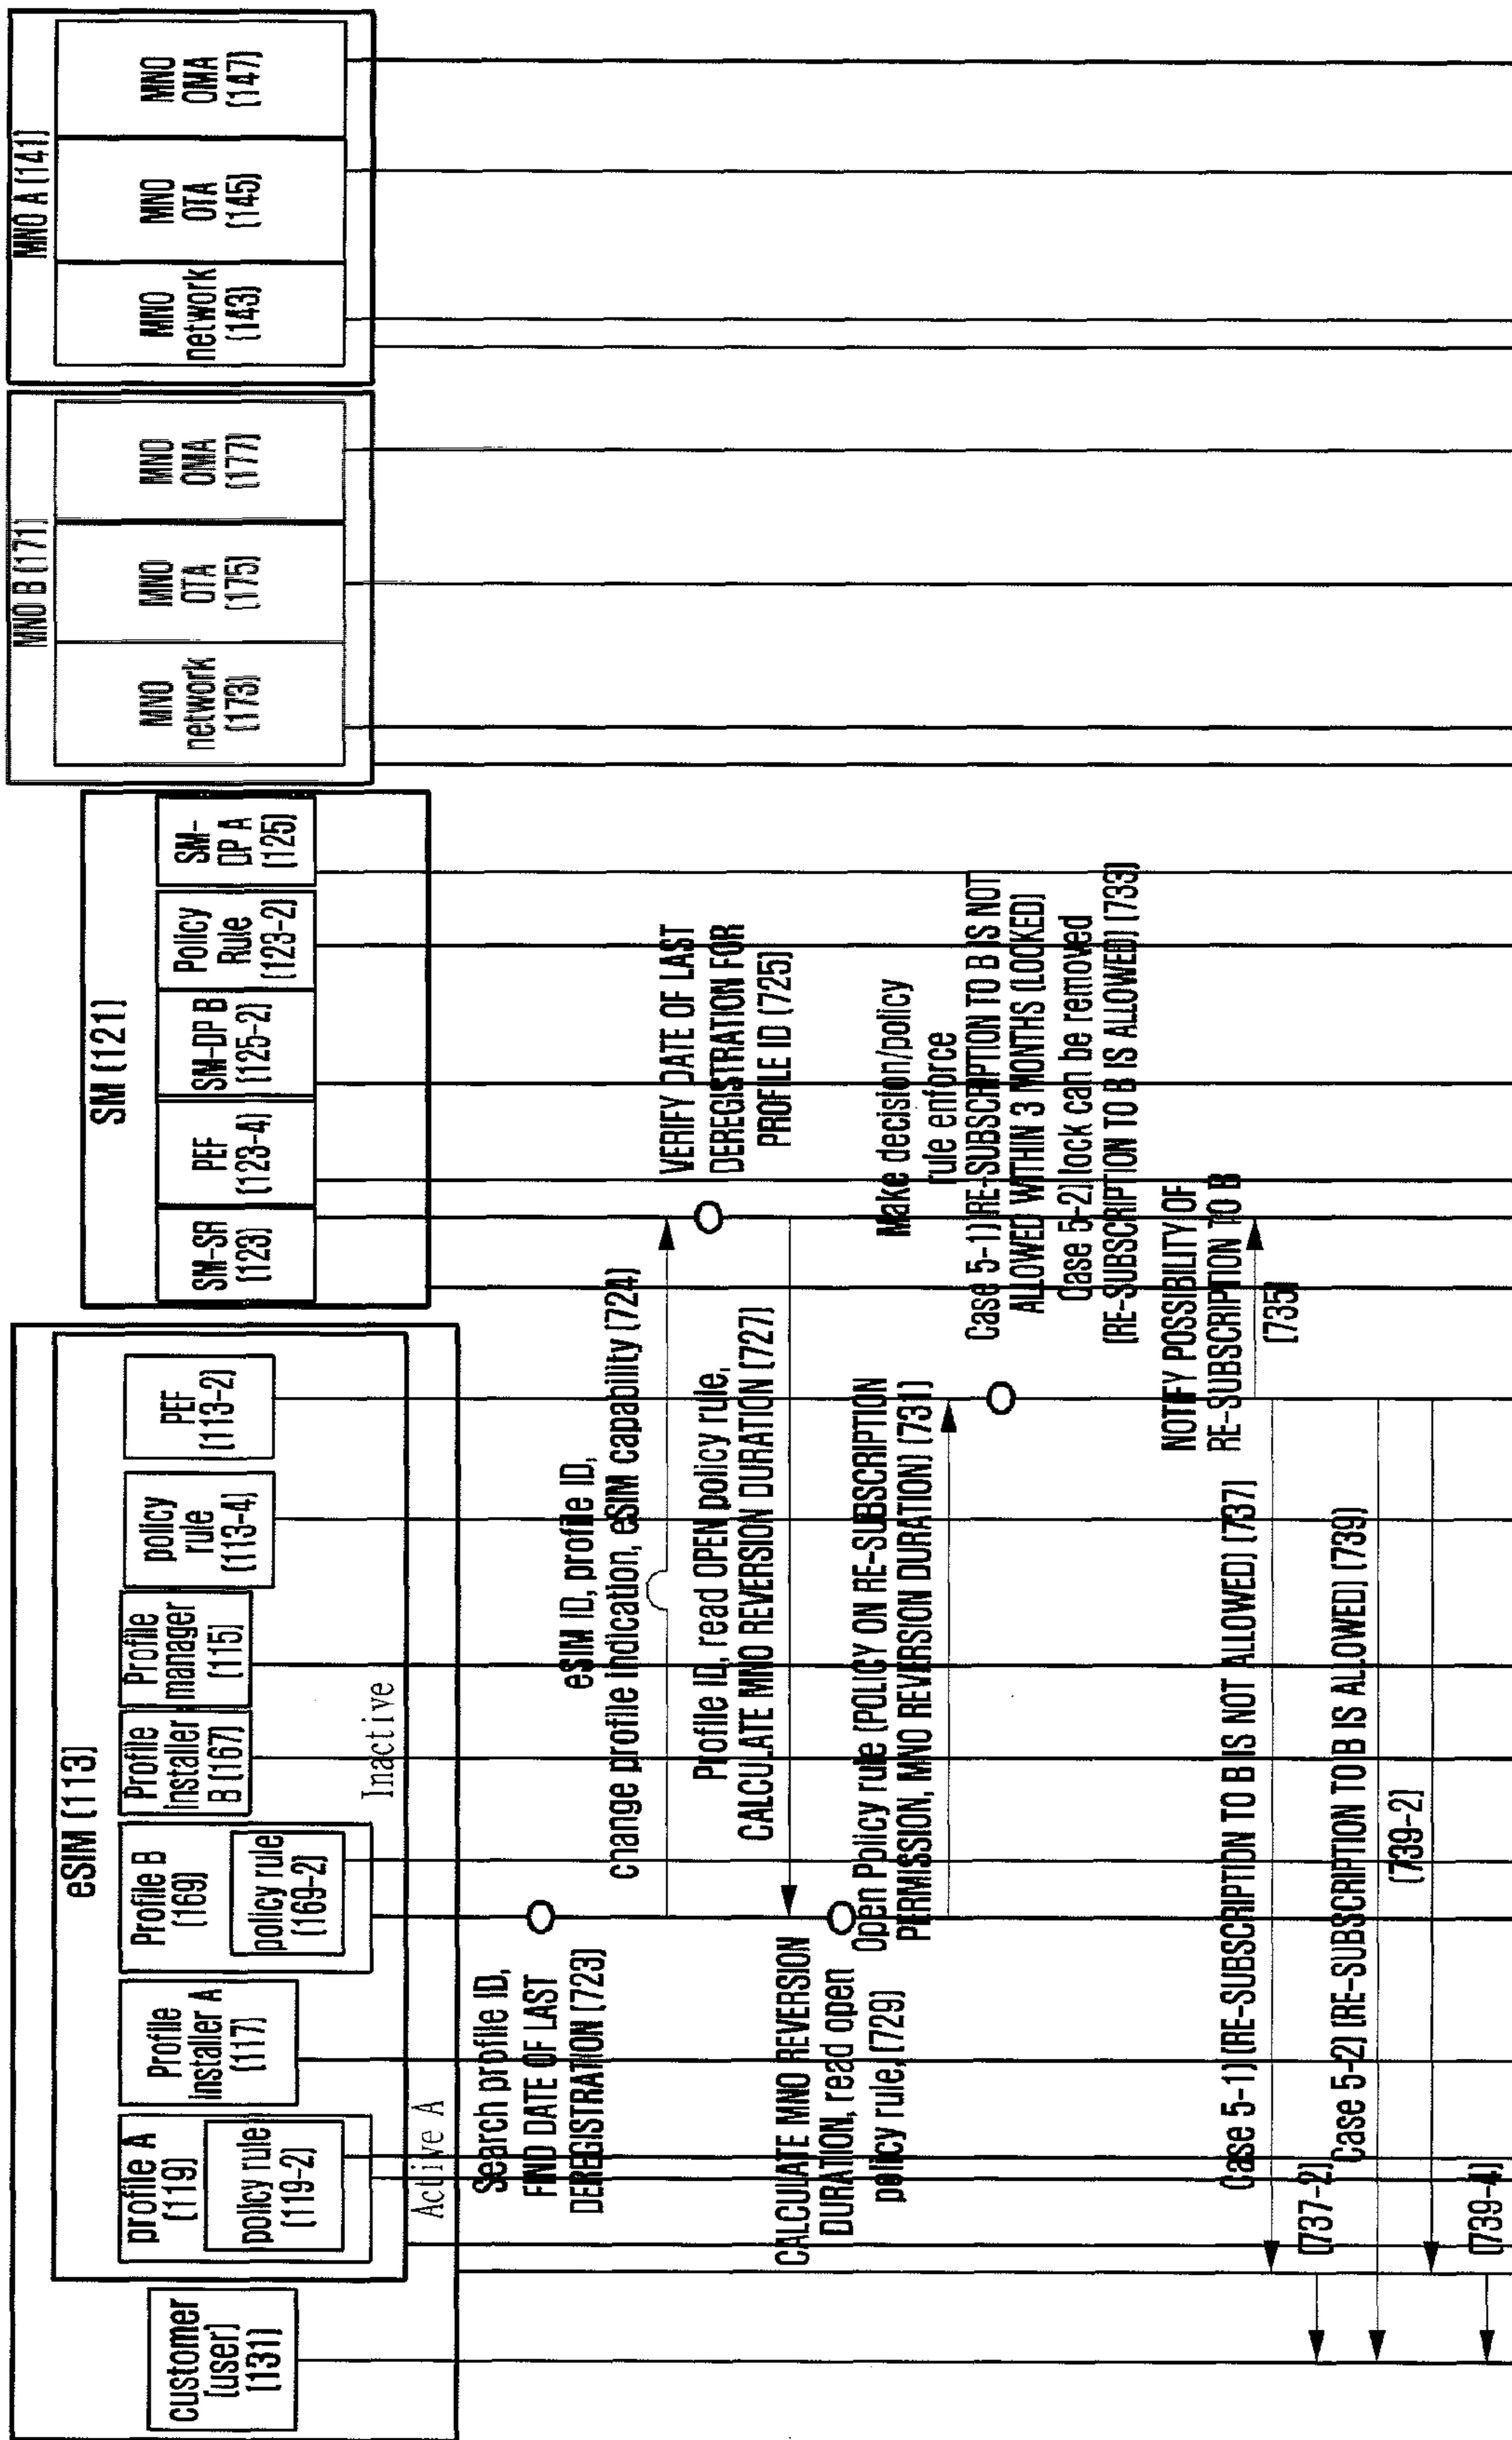 customer
(user)
(131)
eSIM (113)
profile A
(119)
policy rule
(119-2)
Profile
installer A
(117)
Profile B
(169)
policy rule
(169-2)
Profile
installer
B (167)
Profile
manager
(115)
policy
rule
(113-4)
PEF
(113-2)
Active A
Inactive
SM (121)
SM-SR
(123)
PEF
(123-4)
SM-DP B
(125-2)
Policy
Rule
(123-2)
SM-
DP A
(125)
MNO B (171)
MNO
network
(173)
MNO
OTA
(175)
MNO
OMA
(177)
MNO A (141)
MNO
network
(143)
MNO
OTA
(145)
MNO
OMA
(147)
Search profile ID,
FIND DATE OF LAST
DEREGISTRATION (723)
eSIM ID, profile ID,
change profile indication, eSIM capability (724)
VERIFY DATE OF LAST
DEREGISTRATION FOR
PROFILE ID (725)
Profile ID, read OPEN policy rule,
CALCULATE MNO REVERSION DURATION (727)
CALCULATE MNO REVERSION
DURATION, read open
policy rule, (729)
Open Policy rule (POLICY ON RE-SUBSCRIPTION
PERMISSION, MNO REVERSION DURATION) (731)
Make decision/policy
rule enforce
Case 5-1)(RE-SUBSCRIPTION TO B IS NOT
ALLOWED WITHIN 3 MONTHS (LOCKED)
Case 5-2)(lock can be removed
(RE-SUBSCRIPTION TO B IS ALLOWED) (733)
NOTIFY POSSIBILITY OF
RE-SUBSCRIPTION TO B
(735)
Case 5-1)(RE-SUBSCRIPTION TO B IS NOT ALLOWED) (737)
(737-2)
Case 5-2) (RE-SUBSCRIPTION TO B IS ALLOWED) (739)
(739-2)
(739-4)